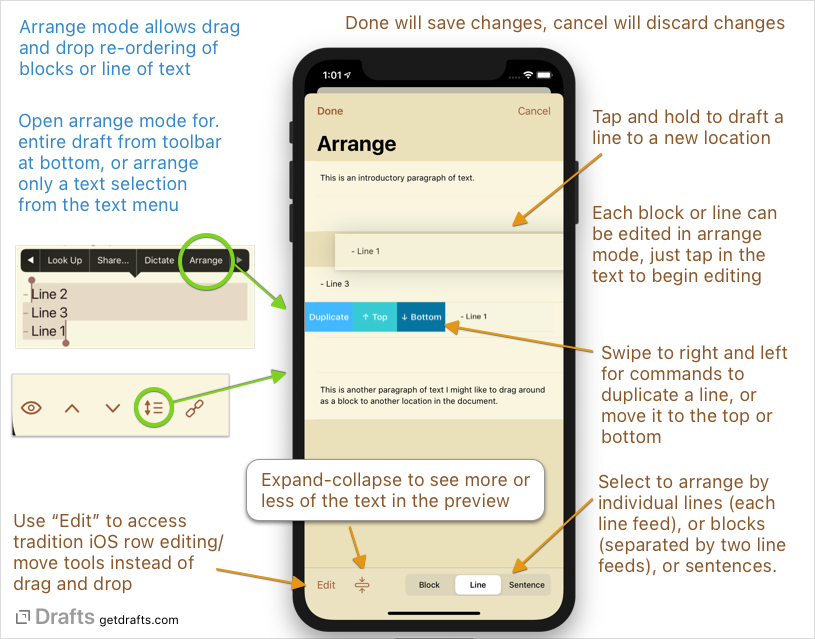 Arrange mode allows drag
and drop re-ordering of
blocks or line of text
Open arrange mode for.
entire draft from toolbar
at bottom, or arrange
only a text selection
from the text menu
Look Up Share... Dictate Arrange
- Line 2
- Line 3
- Line 1
Use “Edit” to access
tradition iOS row editing/
move tools instead of
drag and drop
Drafts getdrafts.com
Done will save changes, cancel will discard changes
1:01
Done Cancel
Arrange
This is an introductory paragraph of text.
- Line 1
- Line 3
Duplicate ↑ Top ↓ Bottom - Line 1
This is another paragraph of text I might like to drag around
as a block to another location in the document.
Expand-collapse to see more or
less of the text in the preview
Edit Block Line Sentence
Tap and hold to draft a
line to a new location
Each block or line can
be edited in arrange
mode, just tap in the
text to begin editing
Swipe to right and left
for commands to
duplicate a line, or
move it to the top or
bottom
Select to arrange by
individual lines (each
line feed), or blocks
(separated by two line
feeds), or sentences.